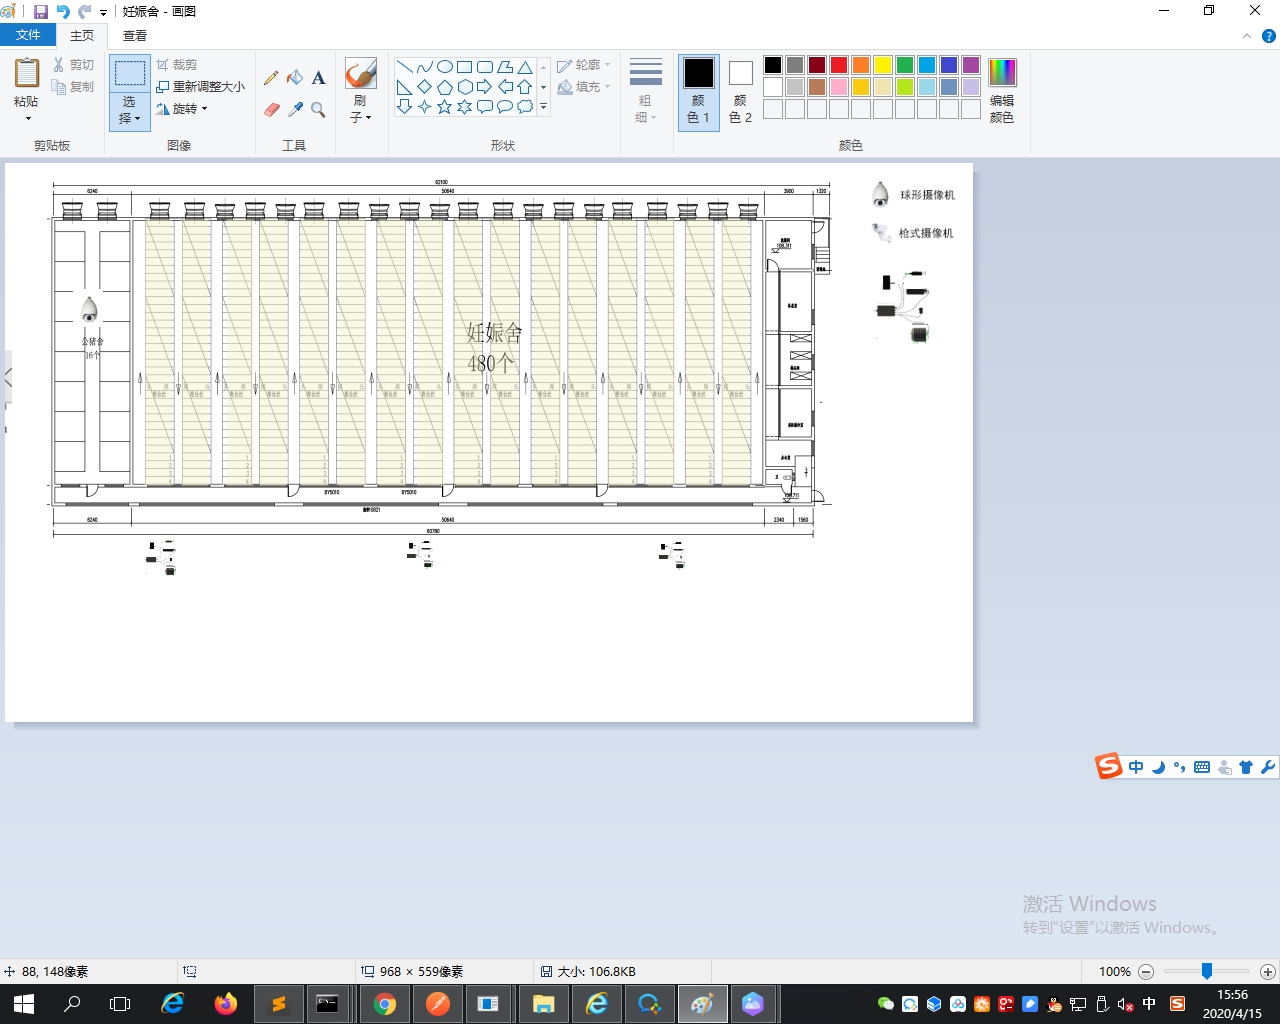 妊娠舍 - 画图
文件
主页
查看
粘贴
剪切
复制
剪贴板
选择
裁剪
重新调整大小
旋转
图像
A
工具
刷子
形状
轮廓
填充
粗细
颜色 1
颜色 2
颜色
编辑颜色
62100
6240
50640
3900
1320
球形摄像机
枪式摄像机
公猪舍
16个
妊娠舍
480个
BY5010
BY5010
6240
50640
2340
1560
60780
激活 Windows
转到"设置"以激活 Windows。
中
88, 148像素
968 × 559像素
大小: 106.8KB
100%
中
15:56
2020/4/15